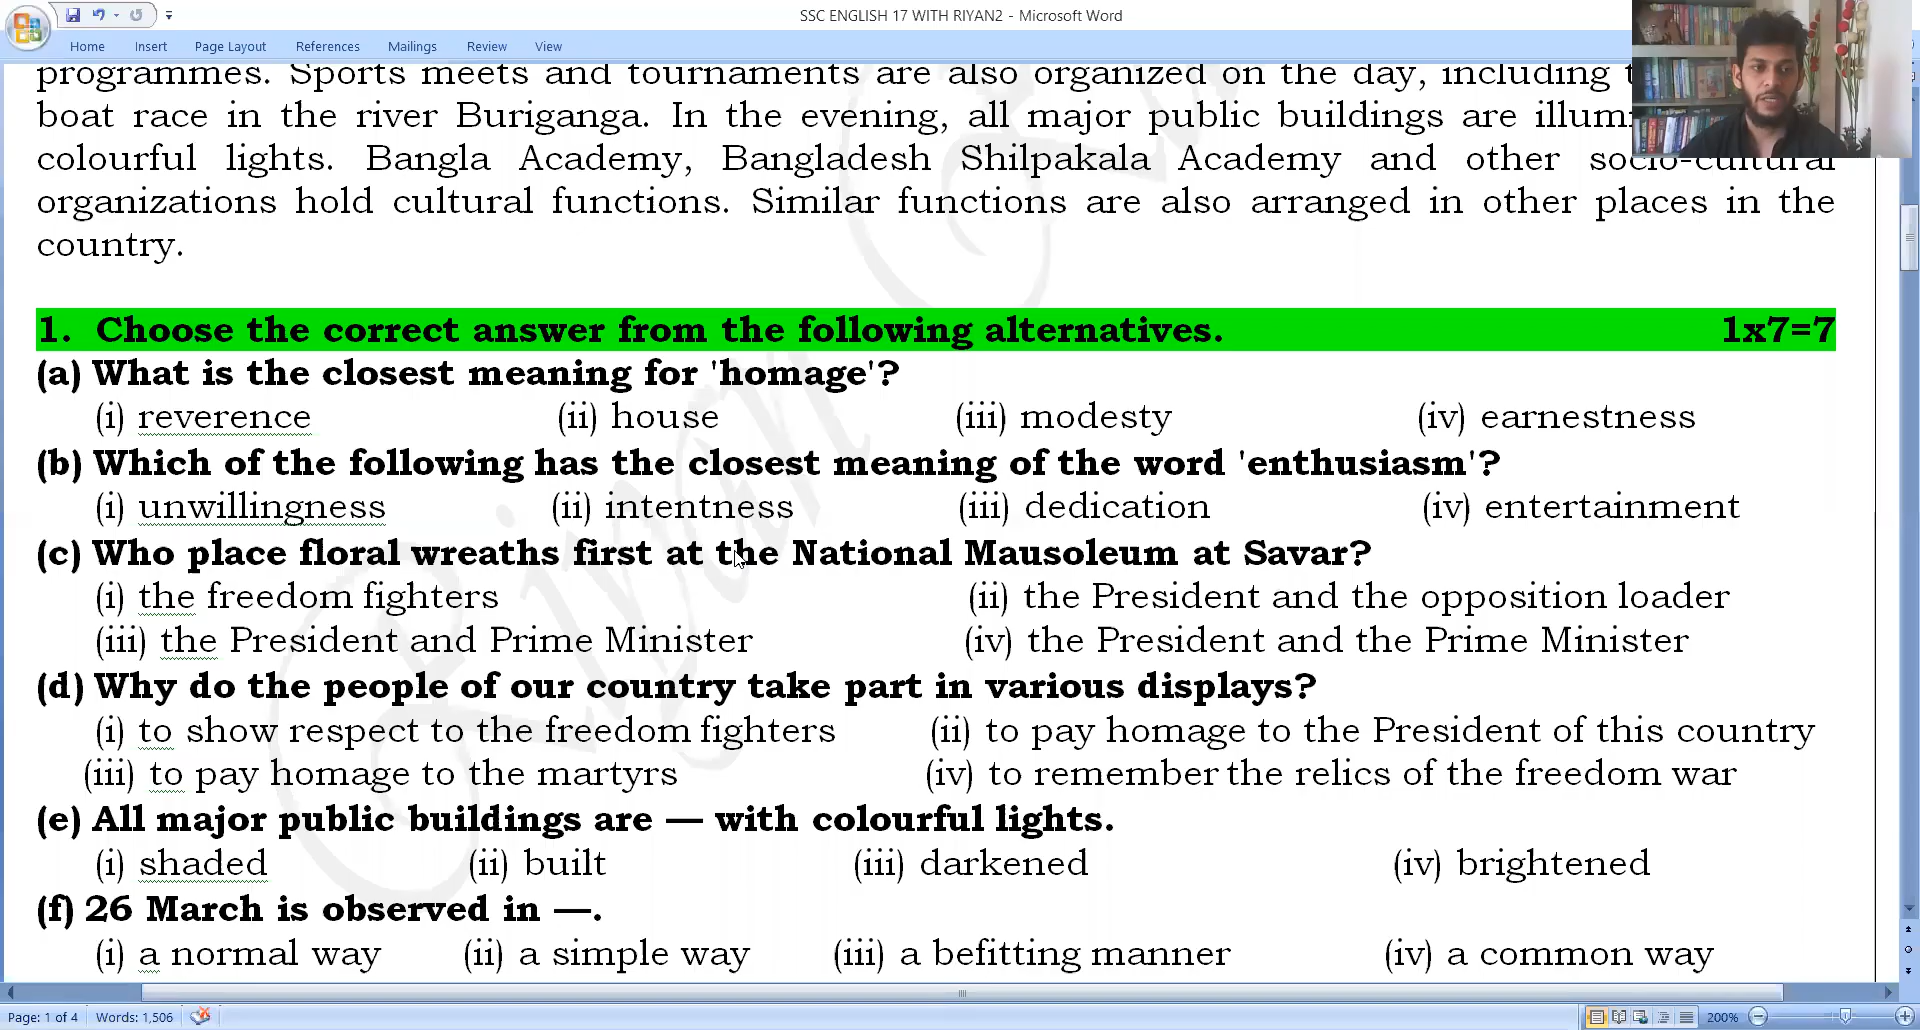 SSC ENGLISH 17 WITH RIYAN2 - Microsoft Word
Home Insert Page Layout References Mailings Review View
programmes. Sports meets and tournaments are also organized on the day, including
boat race in the river Buriganga. In the evening, all major public buildings are
colourful lights. Bangla Academy, Bangladesh Shilpakala Academy and other socio-cultural
organizations hold cultural functions. Similar functions are also arranged in other places in the
country.
1. Choose the correct answer from the following alternatives. 1x7=7
(a) What is the closest meaning for 'homage'?
(i) reverence (ii) house (iii) modesty (iv) earnestness
(b) Which of the following has the closest meaning of the word 'enthusiasm'?
(i) unwillingness (ii) intentness (iii) dedication (iv) entertainment
(c) Who place floral wreaths first at the National Mausoleum at Savar?
(i) the freedom fighters (ii) the President and the opposition loader
(iii) the President and Prime Minister (iv) the President and the Prime Minister
(d) Why do the people of our country take part in various displays?
(i) to show respect to the freedom fighters (ii) to pay homage to the President of this country
(iii) to pay homage to the martyrs (iv) to remember the relics of the freedom war
(e) All major public buildings are — with colourful lights.
(i) shaded (ii) built (iii) darkened (iv) brightened
(f) 26 March is observed in —.
(i) a normal way (ii) a simple way (iii) a befitting manner (iv) a common way
Page: 1 of 4 Words: 1,506 200%